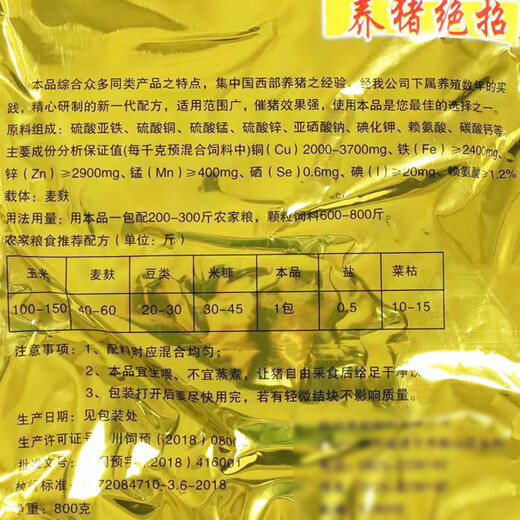 养猪绝招
本品综合众多同类产品之特点，集中国西部养猪之经验，经我公司下属养殖数年的实
践，精心研制的新一代配方，适用范围广，催猪效果强，使用本品是您最佳的选择之一。
原料组成：硫酸亚铁、硫酸铜、硫酸锰、硫酸锌、亚硒酸钠、碘化钾、赖氨酸、碳酸钙等。
主要成份分析保证值(每千克预混合饲料中)铜（Cu）2000-3700mg、铁（Fe）≥2400mg、
锌（Zn）≥2900mg、锰（Mn）≥400mg、硒（Se）0.6mg、碘（I）≥20mg、赖氨酸≥1.2%
载体：麦麸
用法用量：用本品一包配200-300斤农家粮，颗粒饲料600-800斤。
农家粮食推荐配方（单位：斤）
玉米 麦麸 豆类 米糠 本品 盐 菜枯
100-150 40-60 20-30 30-45 1包 0.5 10-15
注意事项：1、配料时应混合均匀；
2、本品宜生喂、不宜蒸煮，让猪自由采食后给足干净饮
3、包装打开后要尽快用完，若有轻微结块不影响质量。
生产日期：见包装处
生产许可证号：川饲预（2018）0800
批准文号：川饲预字（2018）416001
执行标准：72084710-3.6-2018
净重：800克